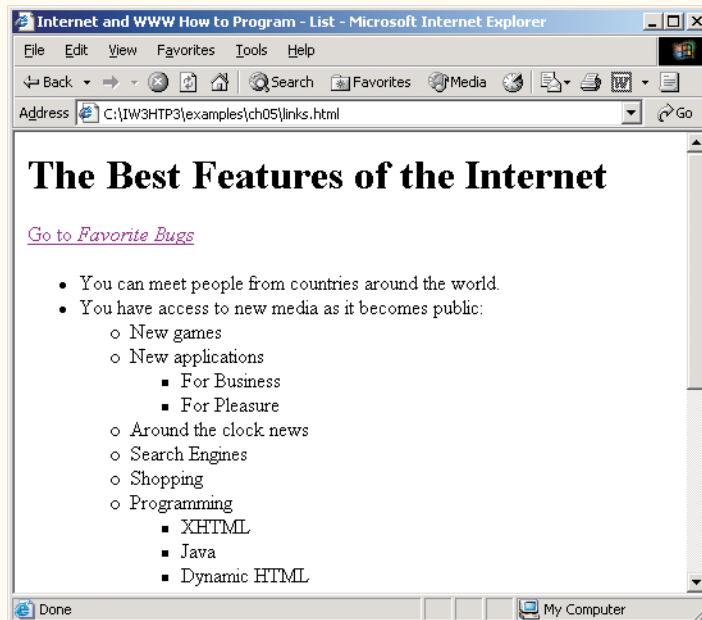 Internet and WWW How to Program - List - Microsoft Internet Explorer
File Edit View Favorites Tools Help
Back Search Favorites Media
Address C:\IW3HTP3\examples\ch05\links.html Go
The Best Features of the Internet
Go to Favorite Bugs
You can meet people from countries around the world.
You have access to new media as it becomes public:
New games
New applications
For Business
For Pleasure
Around the clock news
Search Engines
Shopping
Programming
XHTML
Java
Dynamic HTML
Done My Computer